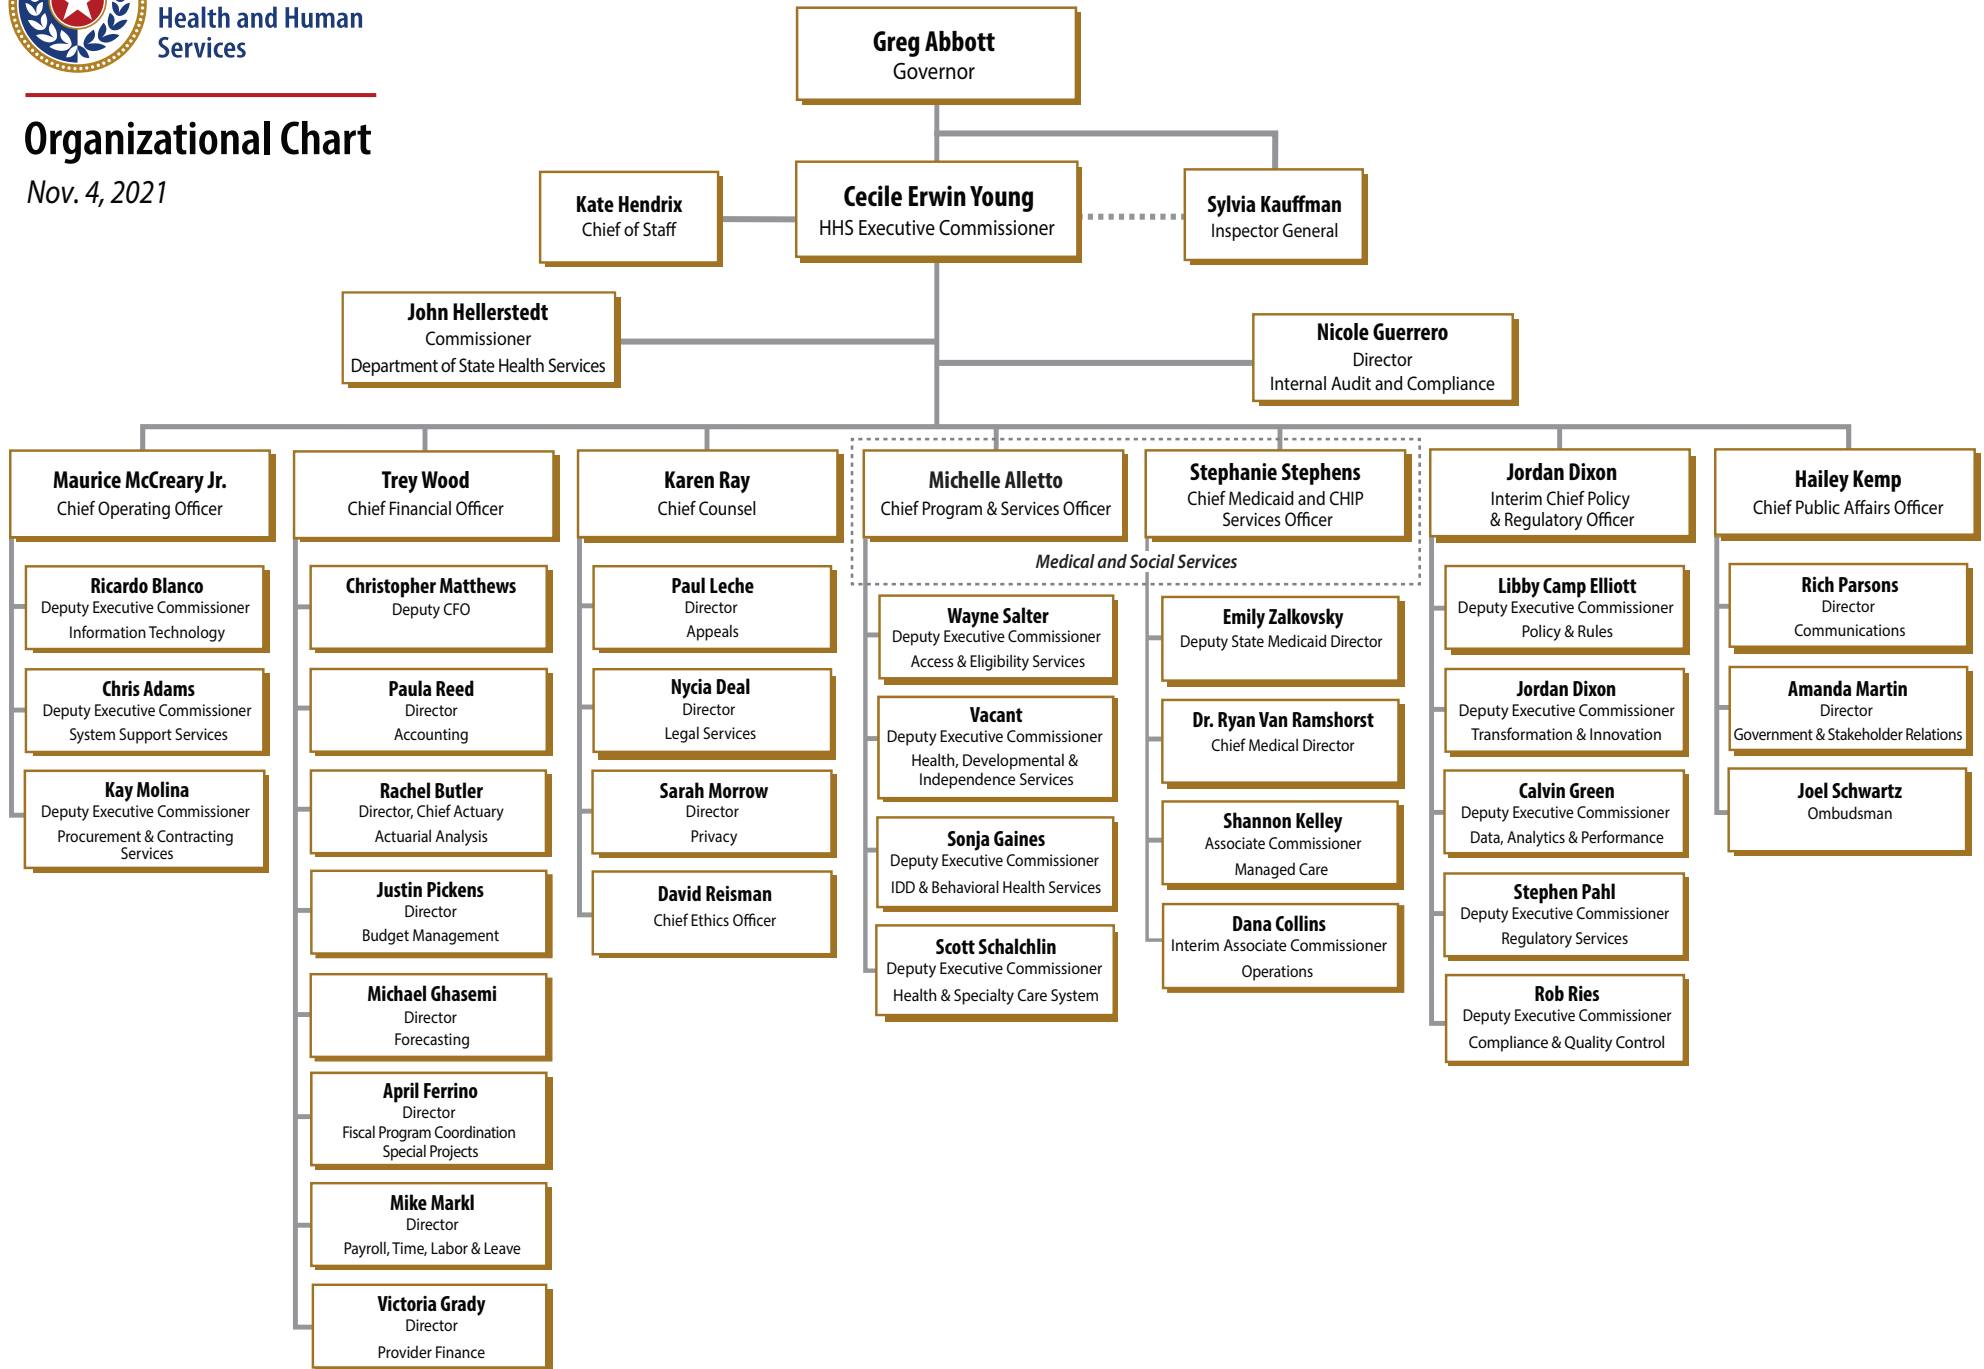 Health and Human
Services
Organizational Chart
Nov. 4, 2021
Greg Abbott
Governor
Kate Hendrix
Chief of Staff
Cecile Erwin Young
HHS Executive Commissioner
Sylvia Kauffman
Inspector General
John Hellerstedt
Commissioner
Department of State Health Services
Nicole Guerrero
Director
Internal Audit and Compliance
Maurice McCreary Jr.
Chief Operating Officer
Ricardo Blanco
Deputy Executive Commissioner
Information Technology
Chris Adams
Deputy Executive Commissioner
System Support Services
Kay Molina
Deputy Executive Commissioner
Procurement & Contracting
Services
Trey Wood
Chief Financial Officer
Christopher Matthews
Deputy CFO
Paula Reed
Director
Accounting
Rachel Butler
Director, Chief Actuary
Actuarial Analysis
Justin Pickens
Director
Budget Management
Michael Ghasemi
Director
Forecasting
April Ferrino
Director
Fiscal Program Coordination
Special Projects
Mike Markl
Director
Payroll, Time, Labor & Leave
Victoria Grady
Director
Provider Finance
Karen Ray
Chief Counsel
Paul Leche
Director
Appeals
Nycia Deal
Director
Legal Services
Sarah Morrow
Director
Privacy
David Reisman
Chief Ethics Officer
Michelle Alletto
Chief Program & Services Officer
Stephanie Stephens
Chief Medicaid and CHIP
Services Officer
Medical and Social Services
Wayne Salter
Deputy Executive Commissioner
Access & Eligibility Services
Vacant
Deputy Executive Commissioner
Health, Developmental &
Independence Services
Sonja Gaines
Deputy Executive Commissioner
IDD & Behavioral Health Services
Scott Schalchlin
Deputy Executive Commissioner
Health & Specialty Care System
Emily Zalkovsky
Deputy State Medicaid Director
Dr. Ryan Van Ramshorst
Chief Medical Director
Shannon Kelley
Associate Commissioner
Managed Care
Dana Collins
Interim Associate Commissioner
Operations
Jordan Dixon
Interim Chief Policy
& Regulatory Officer
Libby Camp Elliott
Deputy Executive Commissioner
Policy & Rules
Jordan Dixon
Deputy Executive Commissioner
Transformation & Innovation
Calvin Green
Deputy Executive Commissioner
Data, Analytics & Performance
Stephen Pahl
Deputy Executive Commissioner
Regulatory Services
Rob Ries
Deputy Executive Commissioner
Compliance & Quality Control
Hailey Kemp
Chief Public Affairs Officer
Rich Parsons
Director
Communications
Amanda Martin
Director
Government & Stakeholder Relations
Joel Schwartz
Ombudsman